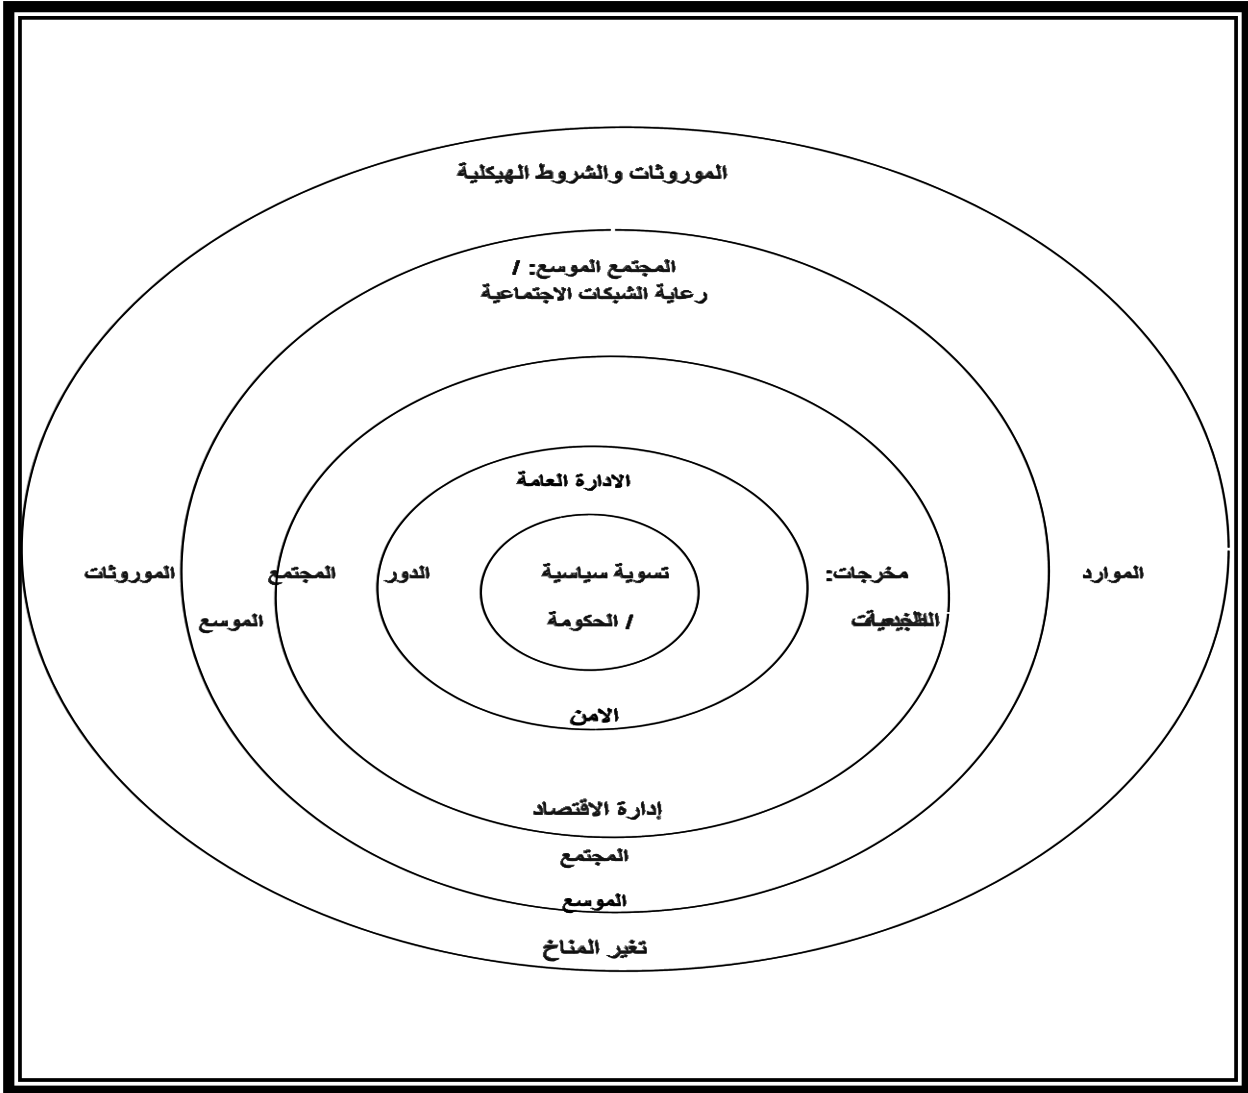 الموروثات والشروط الهيكلية
المجتمع الموسع: /
رعاية الشبكات الاجتماعية
الادارة العامة
الموارد
مخرجات:
تسوية سياسية
الدور
المجتمع
الموروثات
/ الحكومة
الموسع
الامن
إدارة الاقتصاد
المجتمع
الموسع
تغير المناخ